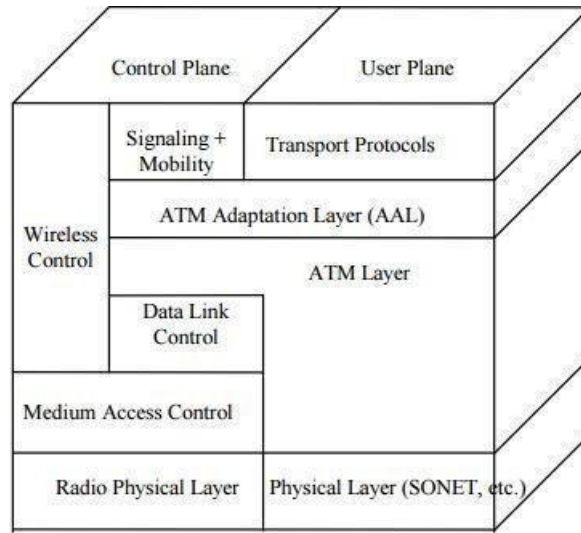 Control Plane
User Plane
Signaling +
Mobility
Transport Protocols
ATM Adaptation Layer (AAL)
Wireless
Control
ATM Layer
Data Link
Control
Medium Access Control
Radio Physical Layer
Physical Layer (SONET, etc.)